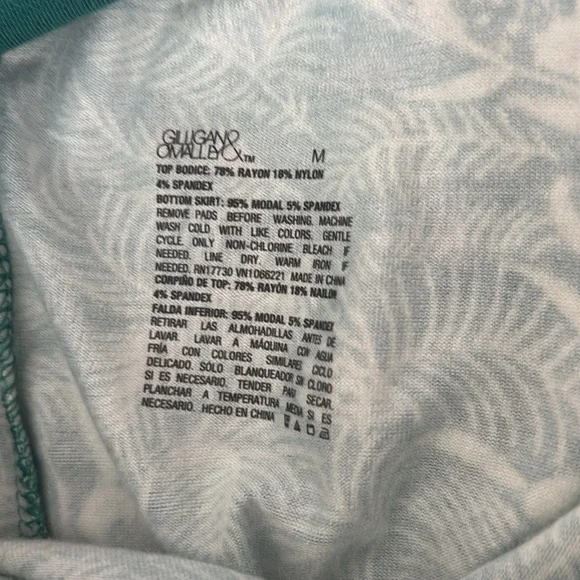 GILLIGAN & O'MALLEY TM M
TOP BODICE: 78% RAYON 18% NYLON
4% SPANDEX
BOTTOM SKIRT: 95% MODAL 5% SPANDEX
REMOVE PADS BEFORE WASHING. MACHINE
WASH COLD WITH LIKE COLORS. GENTLE
CYCLE. ONLY NON-CHLORINE BLEACH IF
NEEDED. LINE DRY. WARM IRON IF
NEEDED. RN17730 VN1066221 MADE IN CHINA
CORPIÑO DE TOP: 78% RAYÓN 18% NAILON
4% SPANDEX
FALDA INFERIOR: 95% MODAL 5% SPANDEX
RETIRAR LAS ALMOHADILLAS ANTES DE
LAVAR. LAVAR A MÁQUINA CON AGUA
FRÍA CON COLORES SIMILARES CICLO
DELICADO. SÓLO BLANQUEADOR SIN CLORO
SI ES NECESARIO. TENDER PARA SECAR.
PLANCHAR A TEMPERATURA MEDIA SI ES
NECESARIO. HECHO EN CHINA